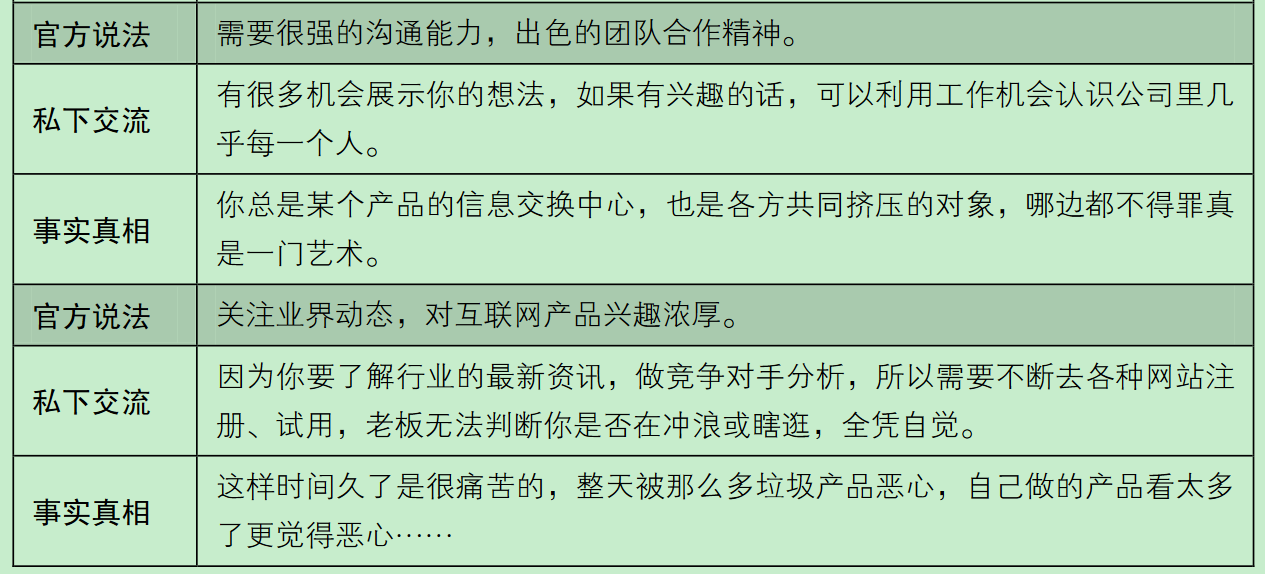 官方说法
需要很强的沟通能力，出色的团队合作精神。
私下交流
有很多机会展示你的想法，如果有兴趣的话，可以利用工作机会认识公司里几
乎每一个人。
事实真相
你总是某个产品的信息交换中心，也是各方共同挤压的对象，哪边都不得罪真
是一门艺术。
官方说法
关注业界动态，对互联网产品兴趣浓厚。
私下交流
因为你要了解行业的最新资讯，做竞争对手分析，所以需要不断去各种网站注
册、试用，老板无法判断你是否在冲浪或瞎逛，全凭自觉。
事实真相
这样时间久了是很痛苦的，整天被那么多垃圾产品恶心，自己做的产品看太多
了更觉得恶心……